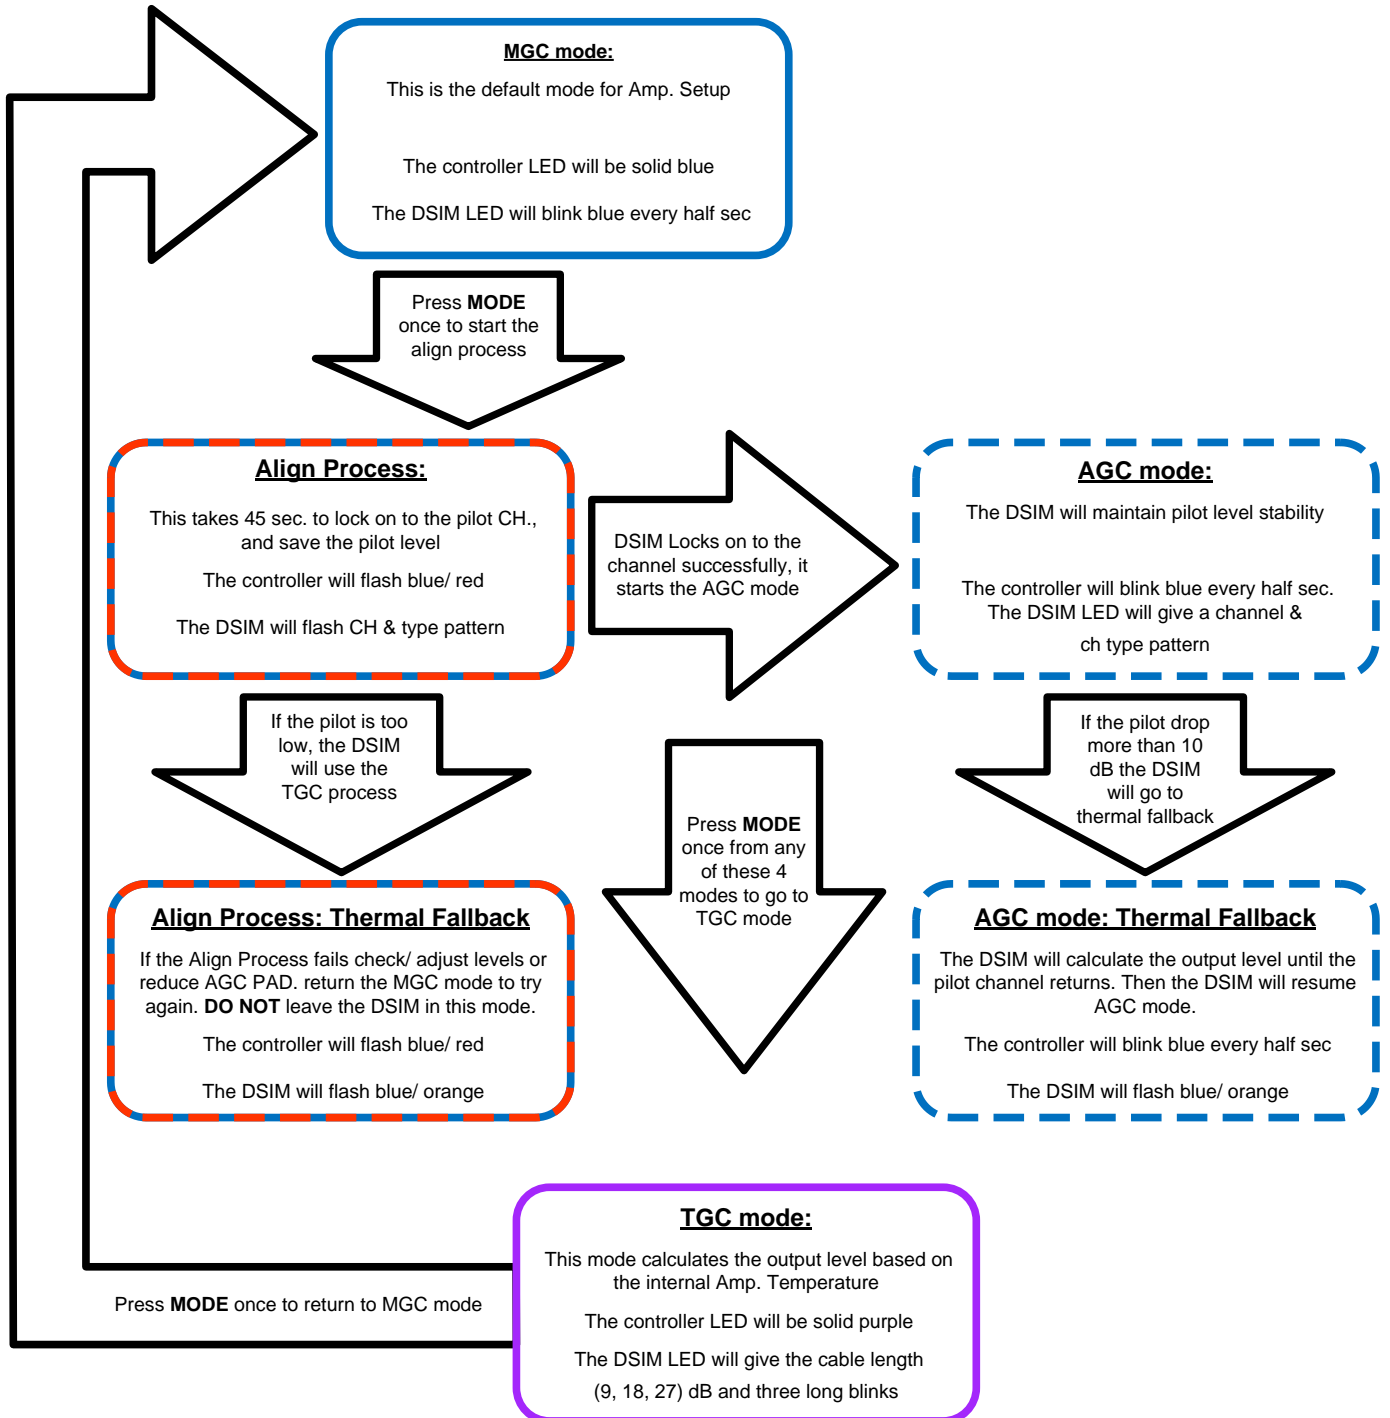 MGC mode:
This is the default mode for Amp. Setup
The controller LED will be solid blue
The DSIM LED will blink blue every half sec
Press MODE
once to start the
align process
Align Process:
This takes 45 sec. to lock on to the pilot CH.,
and save the pilot level
The controller will flash blue/ red
The DSIM will flash CH & type pattern
DSIM Locks on to the
channel successfully, it
starts the AGC mode
AGC mode:
The DSIM will maintain pilot level stability
The controller will blink blue every half sec.
The DSIM LED will give a channel &
ch type pattern
If the pilot is too
low, the DSIM
will use the
TGC process
Press MODE
once from any
of these 4
modes to go to
TGC mode
If the pilot drop
more than 10
dB the DSIM
will go to
thermal fallback
Align Process: Thermal Fallback
If the Align Process fails check/ adjust levels or
reduce AGC PAD. return the MGC mode to try
again. DO NOT leave the DSIM in this mode.
The controller will flash blue/ red
The DSIM will flash blue/ orange
AGC mode: Thermal Fallback
The DSIM will calculate the output level until the
pilot channel returns. Then the DSIM will resume
AGC mode.
The controller will blink blue every half sec
The DSIM will flash blue/ orange
TGC mode:
This mode calculates the output level based on
the internal Amp. Temperature
The controller LED will be solid purple
The DSIM LED will give the cable length
(9, 18, 27) dB and three long blinks
Press MODE once to return to MGC mode